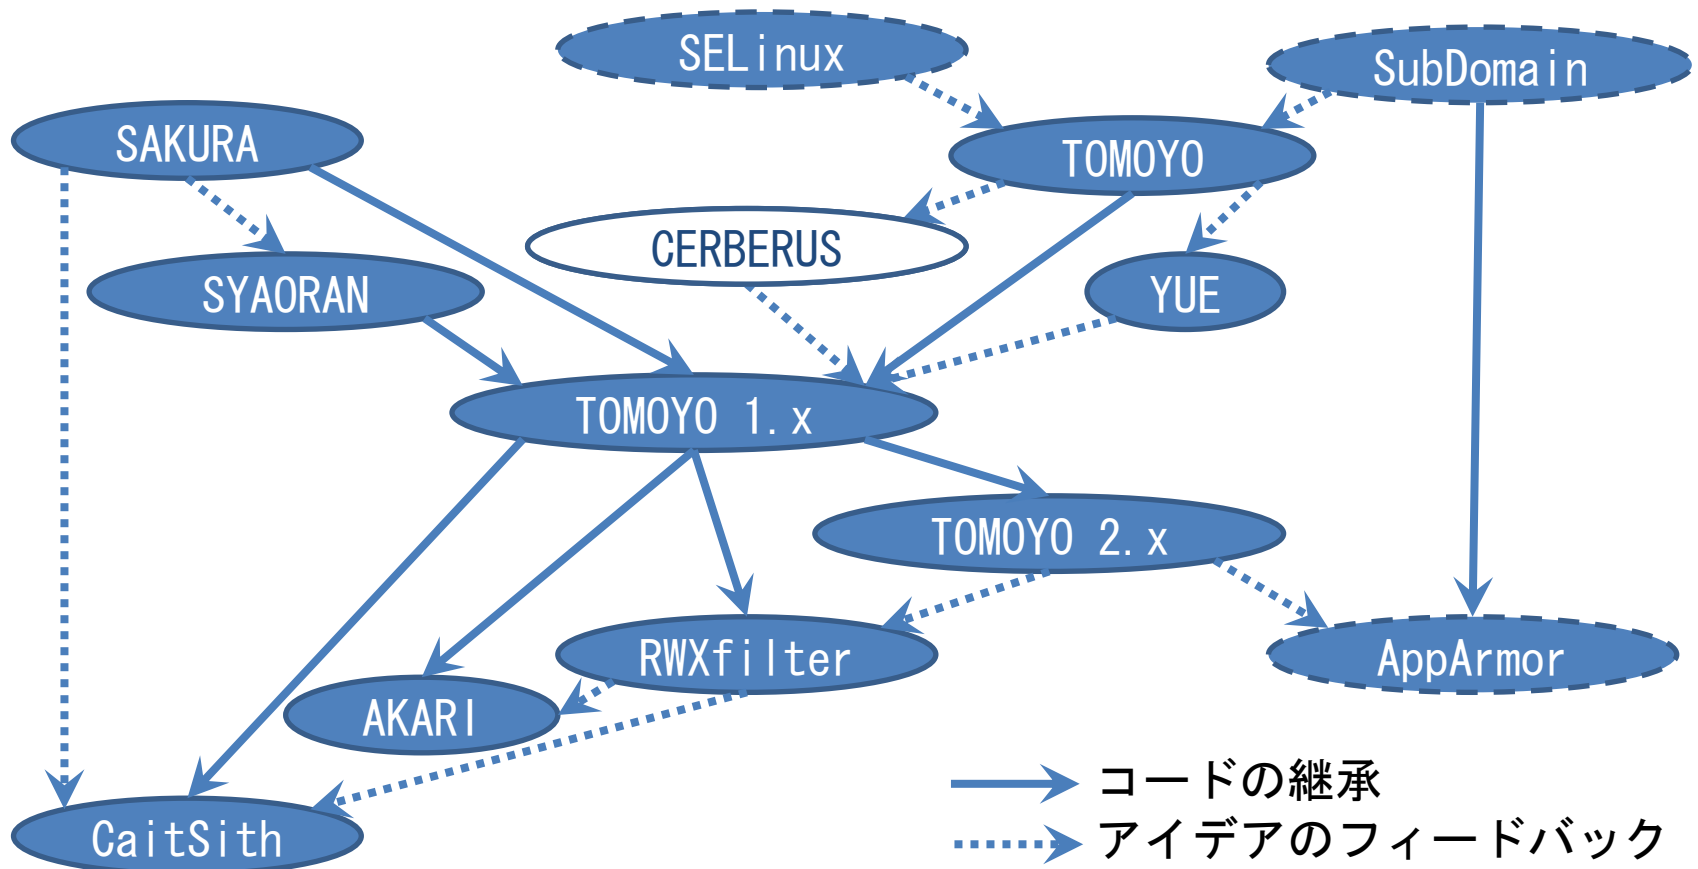 SELinux
SubDomain
SAKURA
TOMOYO
CERBERUS
SYAORAN
YUE
TOMOYO 1.x
TOMOYO 2.x
RWXfilter
AppArmor
AKARI
コードの継承
CaitSith
アイデアのフィードバック